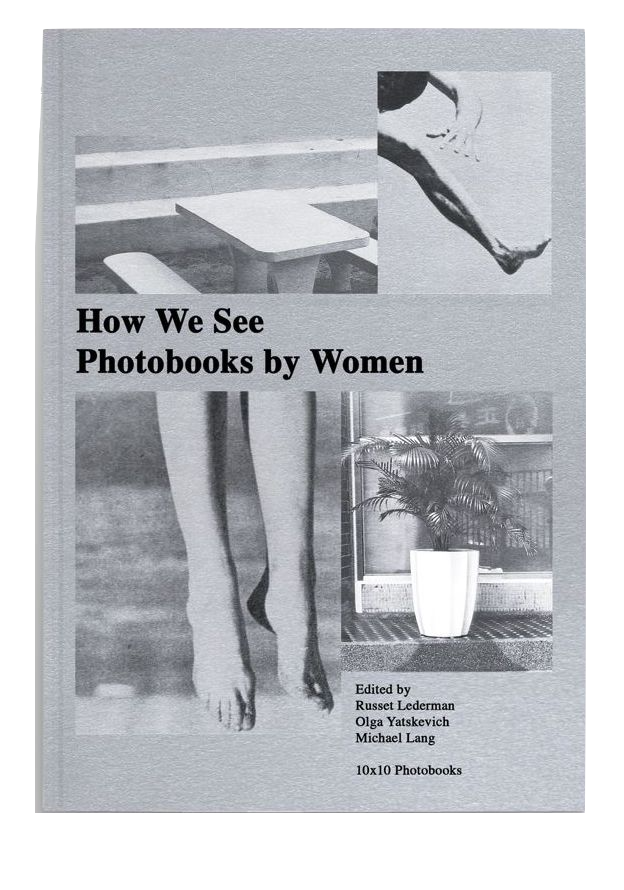 How We See
Photobooks by Women
Edited by
Russet Lederman
Olga Yatskevich
Michael Lang
10x10 Photobooks